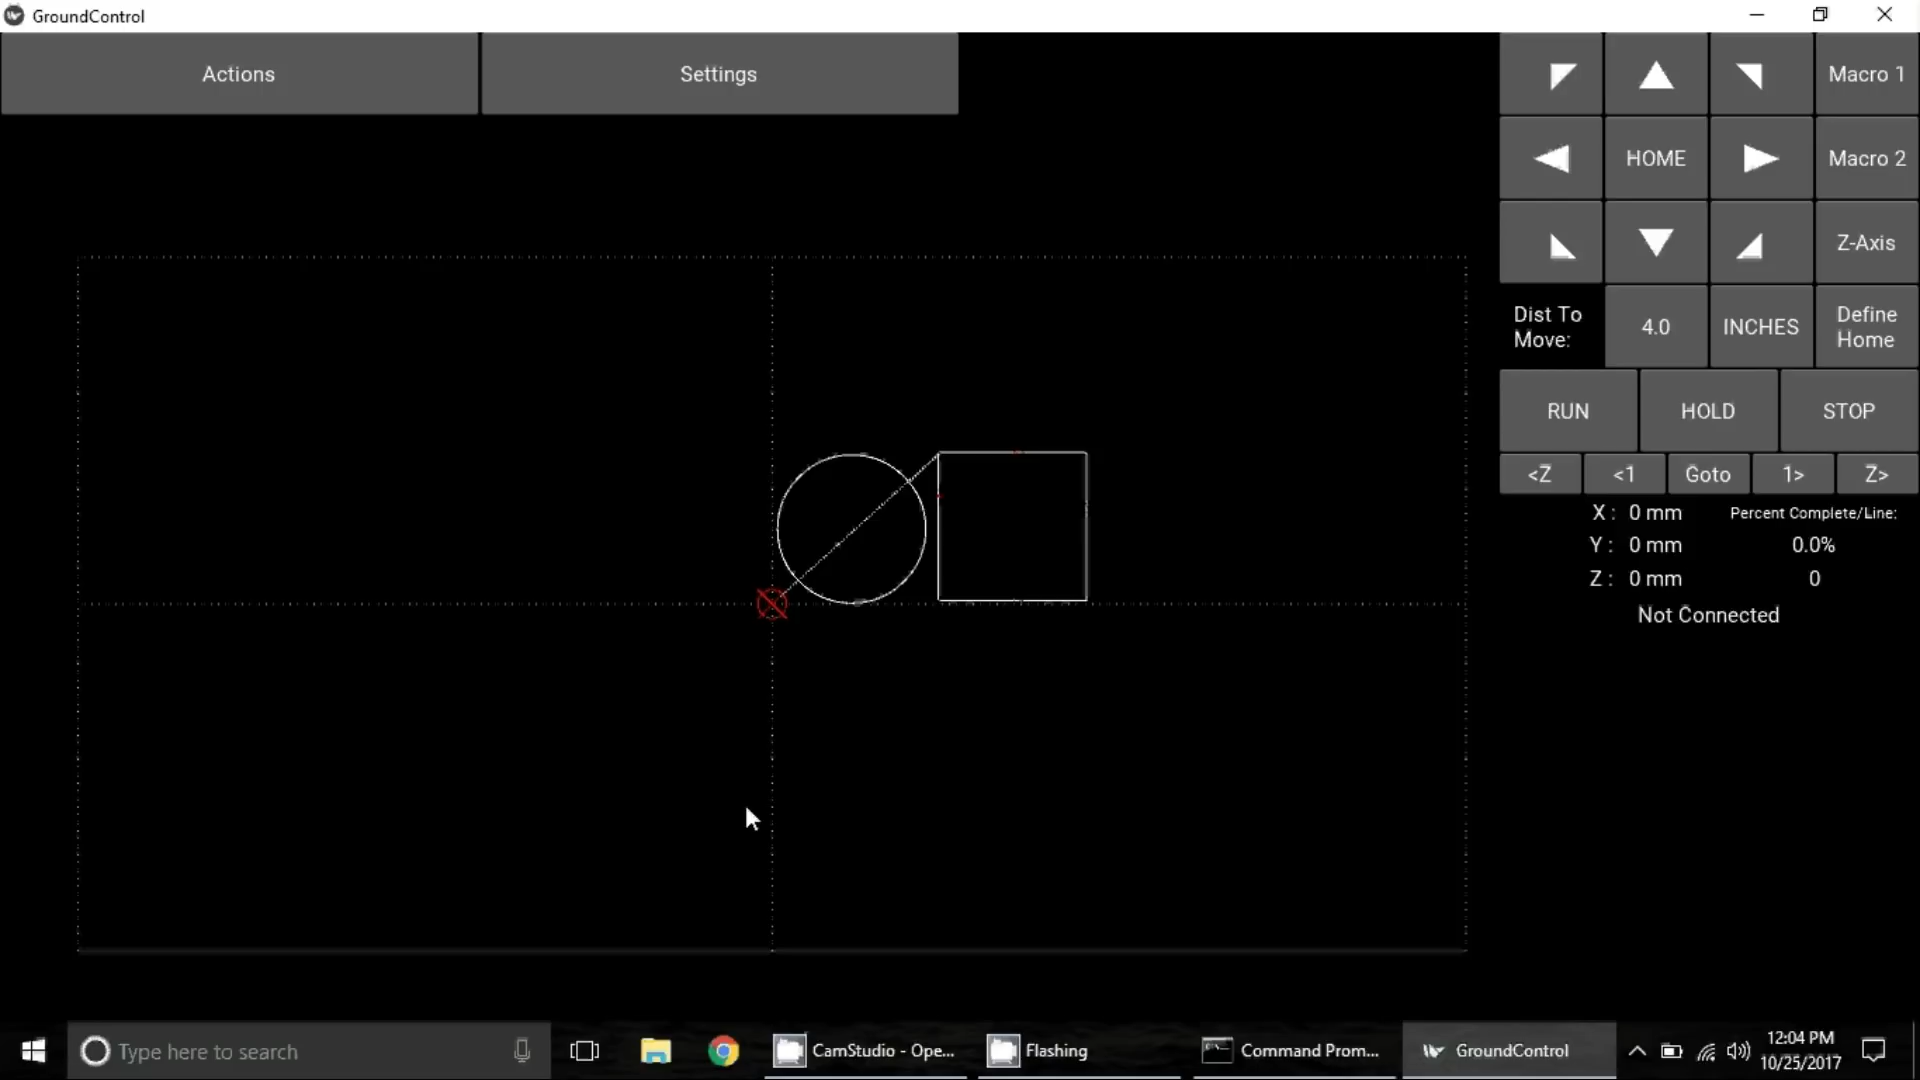 GroundControl
Actions
Settings
Macro 1
HOME
Macro 2
Z-Axis
Dist To
Move:
4.0
INCHES
Define
Home
RUN
HOLD
STOP
<Z
<1
Goto
1>
Z>
X : 0 mm
Percent Complete/Line:
Y : 0 mm
0.0%
Z : 0 mm
0
Not Connected
Type here to search
CamStudio - Ope...
Flashing
Command Prom...
GroundControl
12:04 PM
10/25/2017